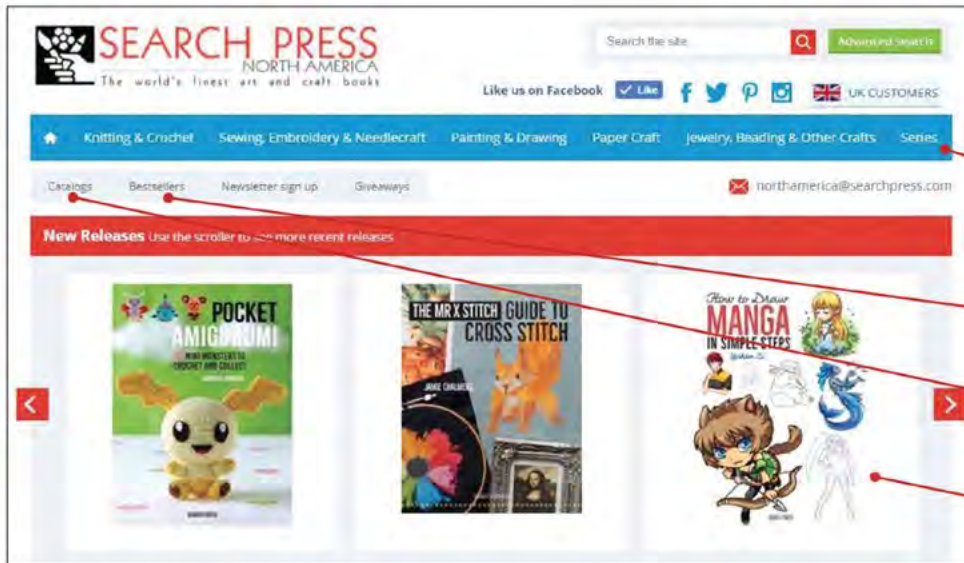 SEARCH PRESS
NORTH AMERICA
The world's finest art and craft books
Search the site
Advanced Search
Like us on Facebook
Like
UK CUSTOMERS
Knitting & Crochet
Sewing, Embroidery & Needlecraft
Painting & Drawing
Paper Craft
Jewelry, Beading & Other Crafts
Series
Catalogs
Bestsellers
Newsletter sign up
Giveaways
northamerica@searchpress.com
New Releases Use the scroller to see more recent releases
POCKET
AMIGURUMI
MINI MONSTERS TO
CROCHET AND COLLECT
THE MR X STITCH GUIDE TO
CROSS STITCH
JAMIE CHALMERS
How to Draw
MANGA
IN SIMPLE STEPS
Yishan Li